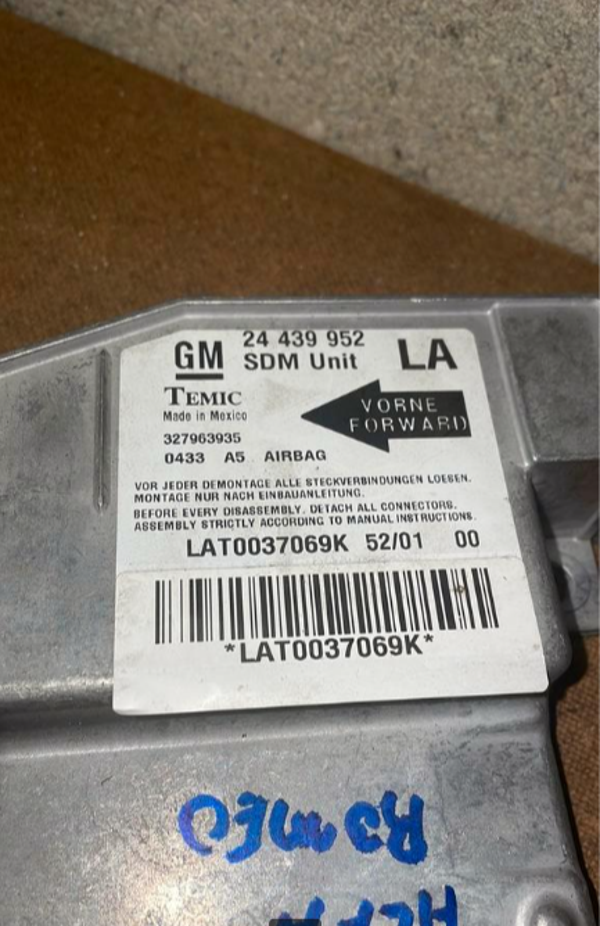 GM 24 439 952 LA
SDM Unit
TEMIC
Made in Mexico
VORNE
FORWARD
327963935
0433 A5 AIRBAG
VOR JEDER DEMONTAGE ALLE STECKVERBINDUNGEN LOESEN.
MONTAGE NUR NACH EINBAUANLEITUNG.
BEFORE EVERY DISASSEMBLY. DETACH ALL CONNECTORS.
ASSEMBLY STRICTLY ACCORDING TO MANUAL INSTRUCTIONS.
LAT0037069K 52/01 00
*LAT0037069K*
ALFA
ROMEO